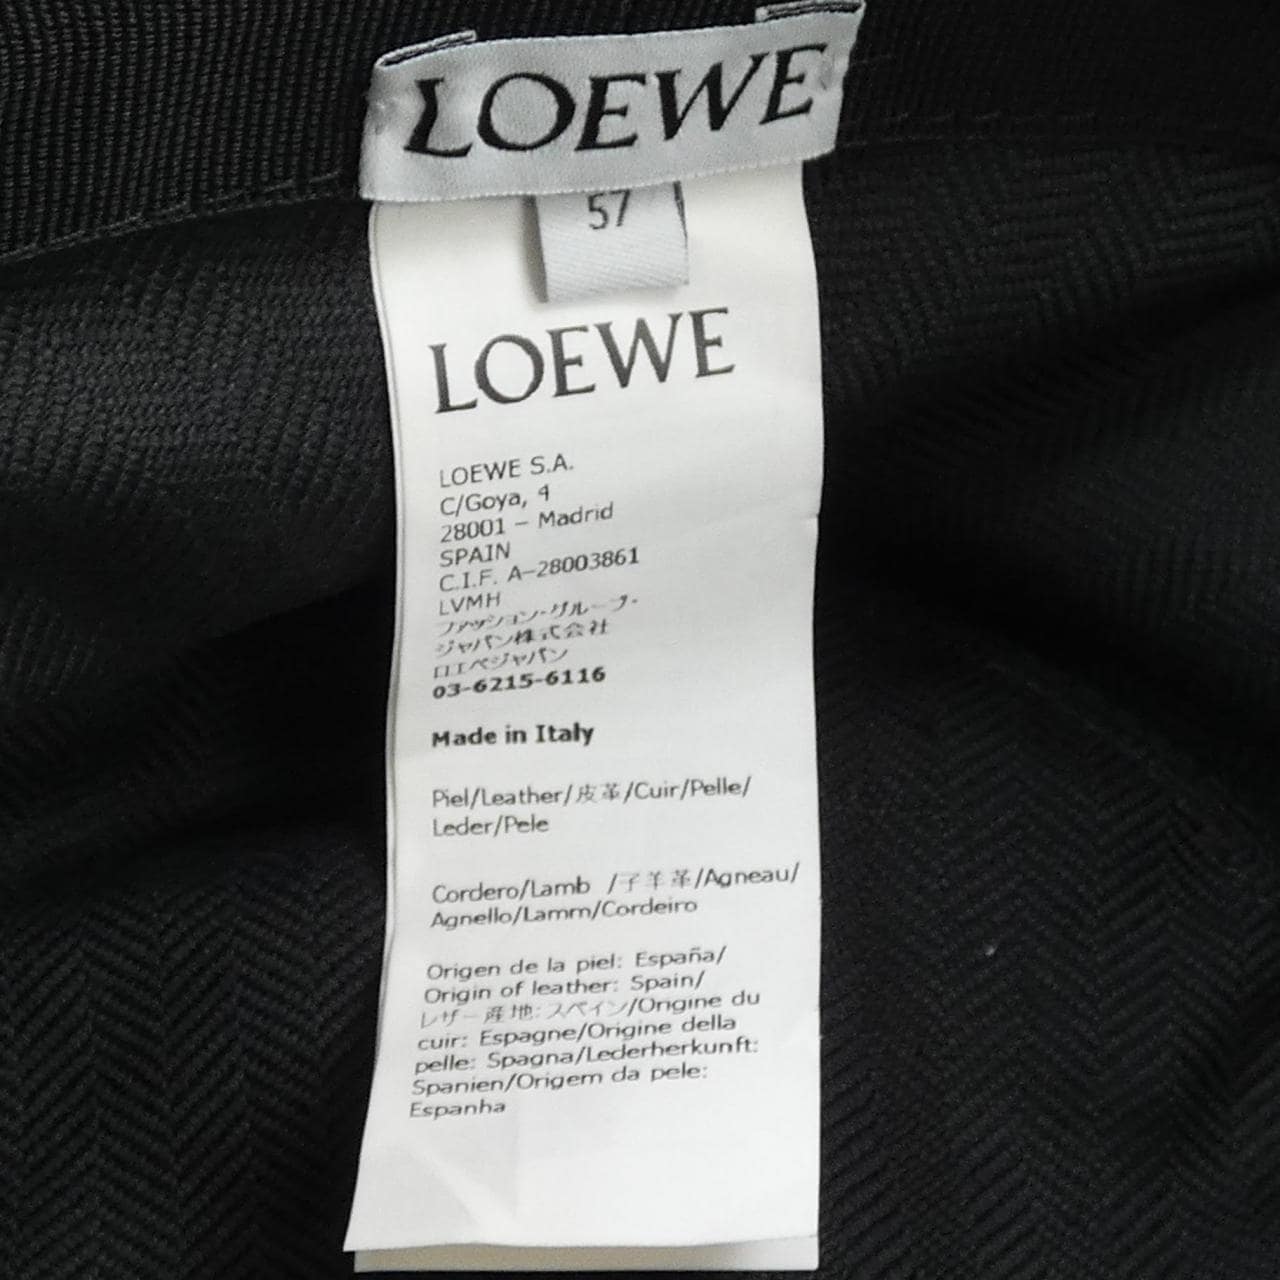 LOEWE
57
LOEWE
LOEWE S.A.
C/Goya, 4
28001 – Madrid
SPAIN
C.I.F. A-28003861
LVMH
ファッション・グループ・
ジャパン株式会社
ロエベジャパン
03-6215-6116
Made in Italy
Piel/Leather/皮革/Cuir/Pelle/
Leder/Pele
Cordero/Lamb /子羊革/Agneau/
Agnello/Lamm/Cordeiro
Origen de la piel: España/
Origin of leather: Spain/
レザー産地: スペイン/Origine du
cuir: Espagne/Origine della
pelle: Spagna/Lederherkunft:
Spanien/Origem da pele:
Espanha